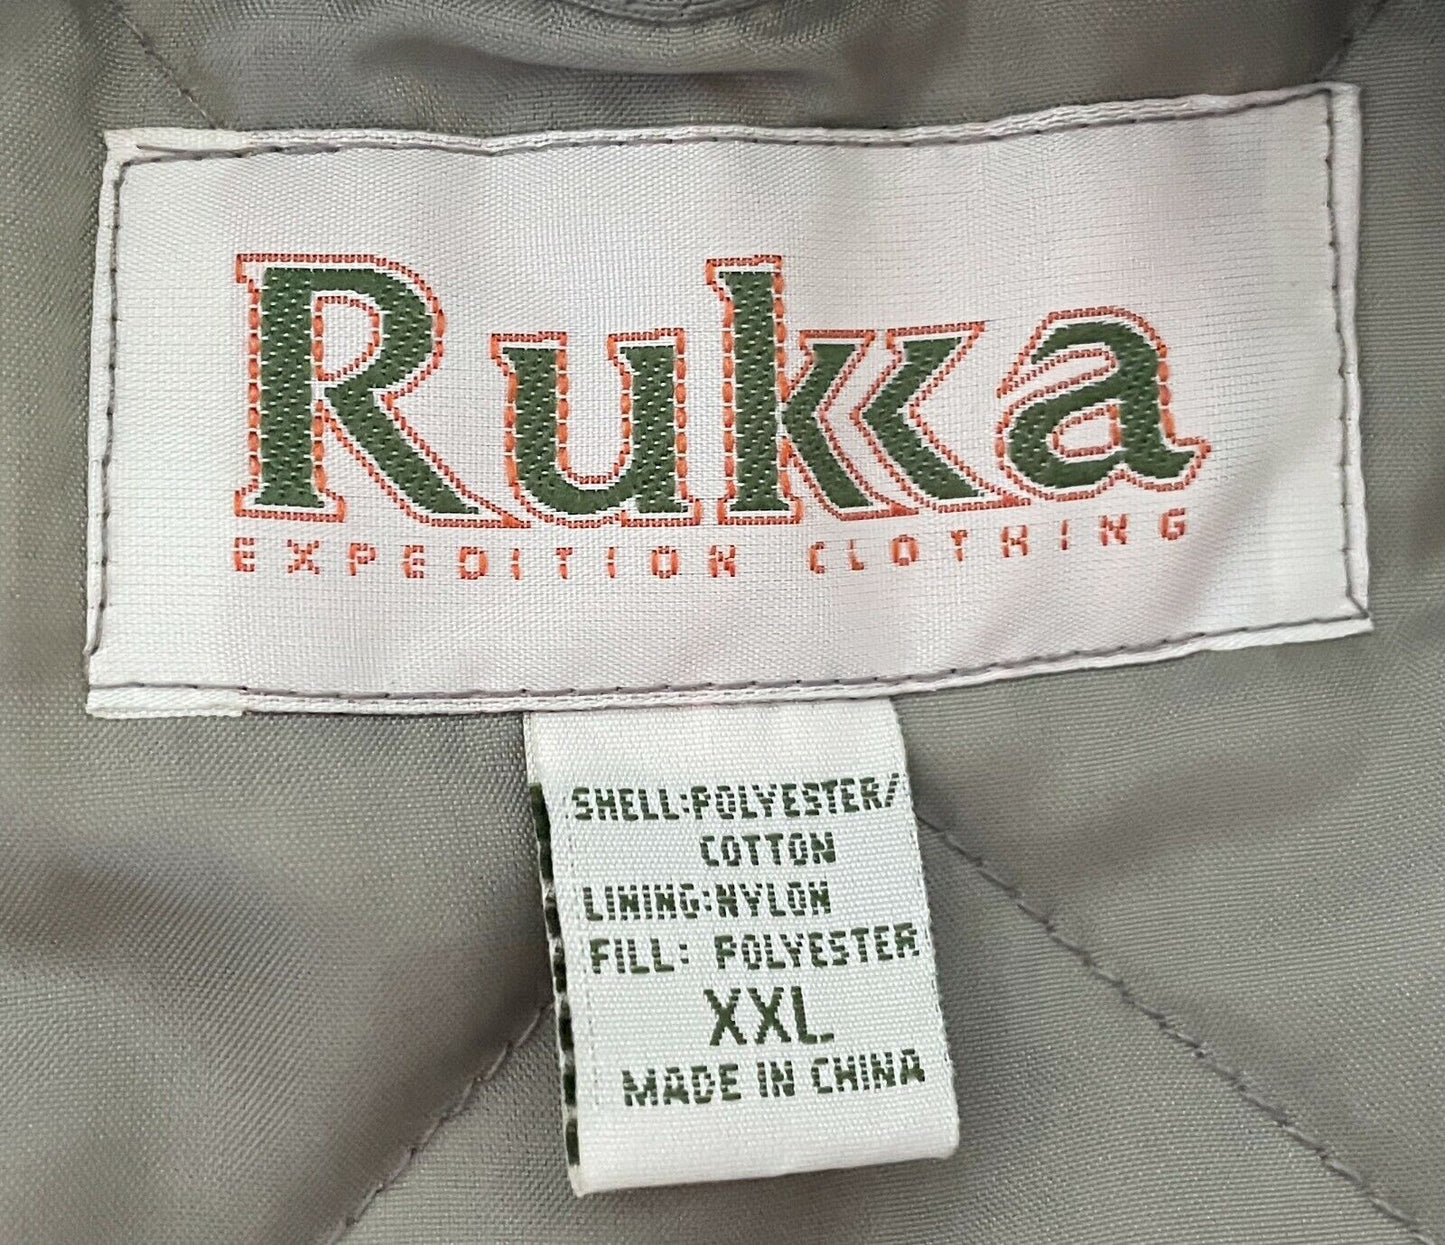 Rukka
EXPEDITION CLOTHING
SHELL:POLYESTER/
COTTON
LINING:NYLON
FILL: POLYESTER
XXL
MADE IN CHINA